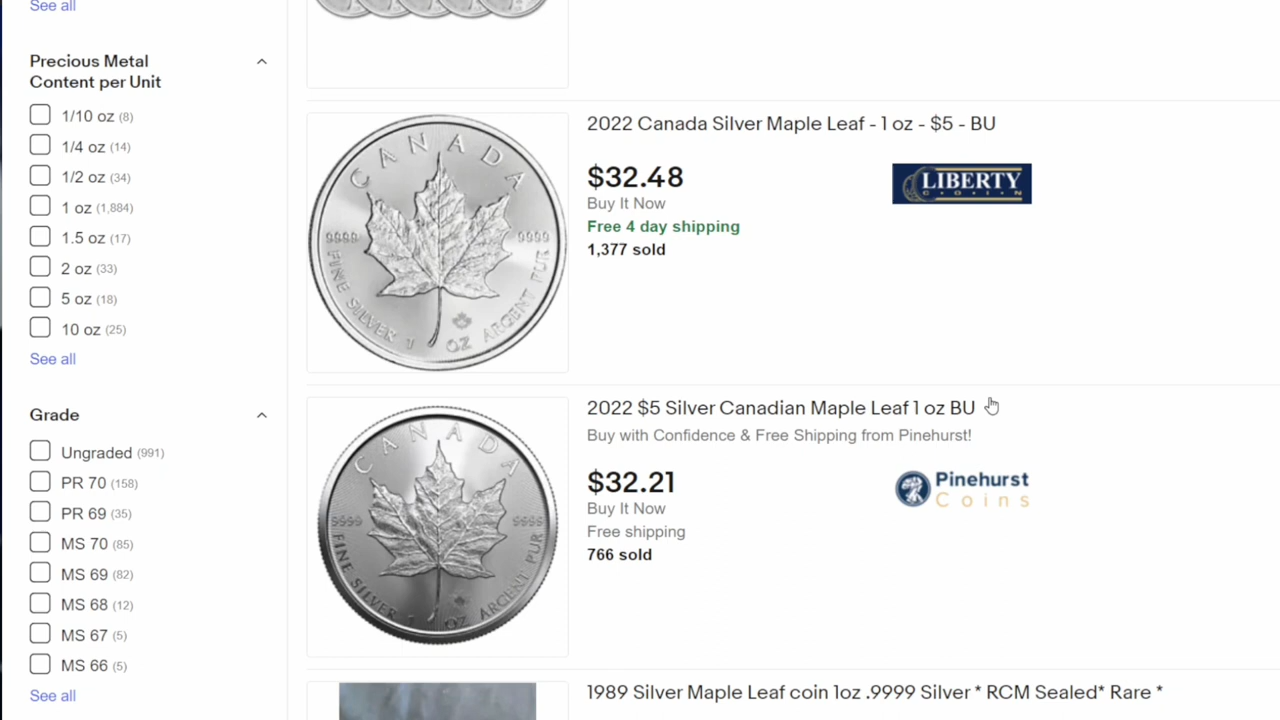 See all
Precious Metal
Content per Unit
1/10 oz (8)
1/4 oz (14)
1/2 oz (34)
1 oz (1,884)
1.5 oz (17)
2 oz (33)
5 oz (18)
10 oz (25)
See all
Grade
Ungraded (991)
PR 70 (158)
PR 69 (35)
MS 70 (85)
MS 69 (82)
MS 68 (12)
MS 67 (5)
MS 66 (5)
See all
CANADA
9999 9999
FINE SILVER 1 OZ ARGENT PUR
2022 Canada Silver Maple Leaf - 1 oz - $5 - BU
$32.48
Buy It Now
Free 4 day shipping
1,377 sold
LIBERTY
COIN
CANADA
9999 9999
FINE SILVER 1 OZ ARGENT PUR
2022 $5 Silver Canadian Maple Leaf 1 oz BU
Buy with Confidence & Free Shipping from Pinehurst!
$32.21
Buy It Now
Free shipping
766 sold
Pinehurst
Coins
1989 Silver Maple Leaf coin 1oz .9999 Silver * RCM Sealed* Rare *